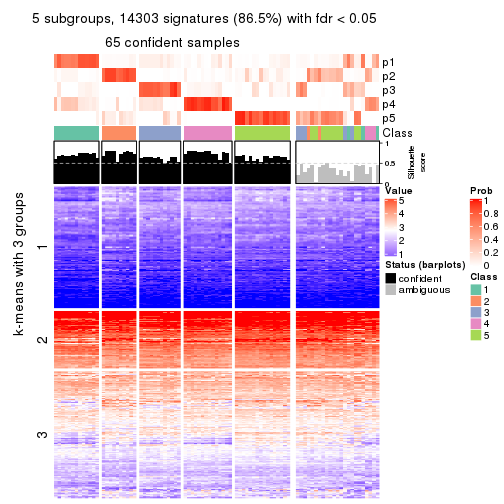 5 subgroups, 14303 signatures (86.5%) with fdr < 0.05
65 confident samples
p1
p2
p3
p4
p5
Class
1
0.5
0
Silhouette
score
k-means with 3 groups
1
2
3
Value
5
4
3
2
1
Status (barplots)
confident
ambiguous
Prob
1
0.8
0.6
0.4
0.2
0
Class
1
2
3
4
5